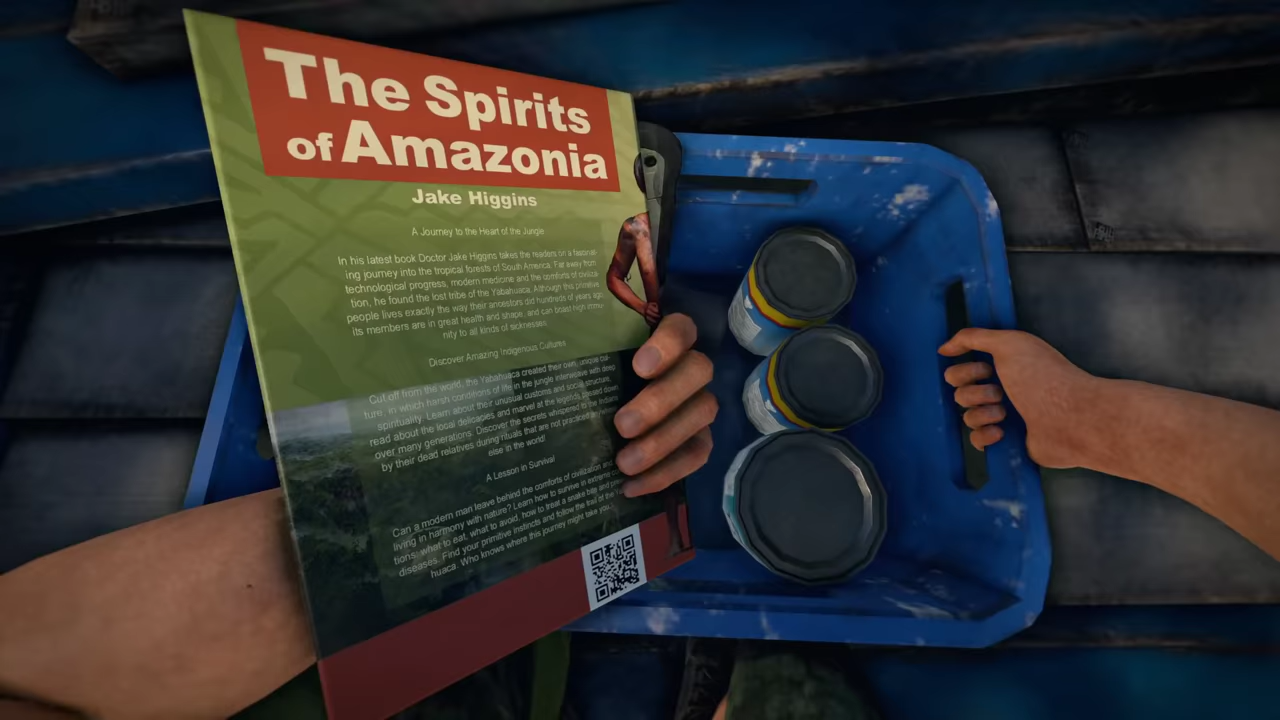 The Spirits
of Amazonia
Jake Higgins
A Journey to the Heart of the Jungle
In his latest book Doctor Jake Higgins takes the readers on a fascinat-
ing journey into the tropical forests of South America. Far away from
technological progress, modern medicine and the comforts of civiliza-
tion, he found the lost tribe of the Yabahuaca. Although this primitive
people lives exactly the way their ancestors did hundreds of years ago,
its members are in great health and shape, and can boast high immu-
nity to all kinds of sicknesses.
Discover Amazing Indigenous Cultures
Cut off from the world, the Yabahuaca created their own, unique cul-
ture, in which harsh conditions of life in the jungle interweave with deep
spirituality. Learn about their unusual customs and social structure,
read about the local delicacies and marvel at the legends passed down
over many generations. Discover the secrets whispered to the Indians
by their dead relatives during rituals that are not practiced
else in the world!
A Lesson in Survival
Can a modern man leave behind the comforts of civilization and
living in harmony with nature? Learn how to survive in extreme
tions: what to eat, what to avoid, how to treat a snake bite and
diseases. Find your primitive instincts and follow the trail of the
huaca. Who knows where this journey might take you.